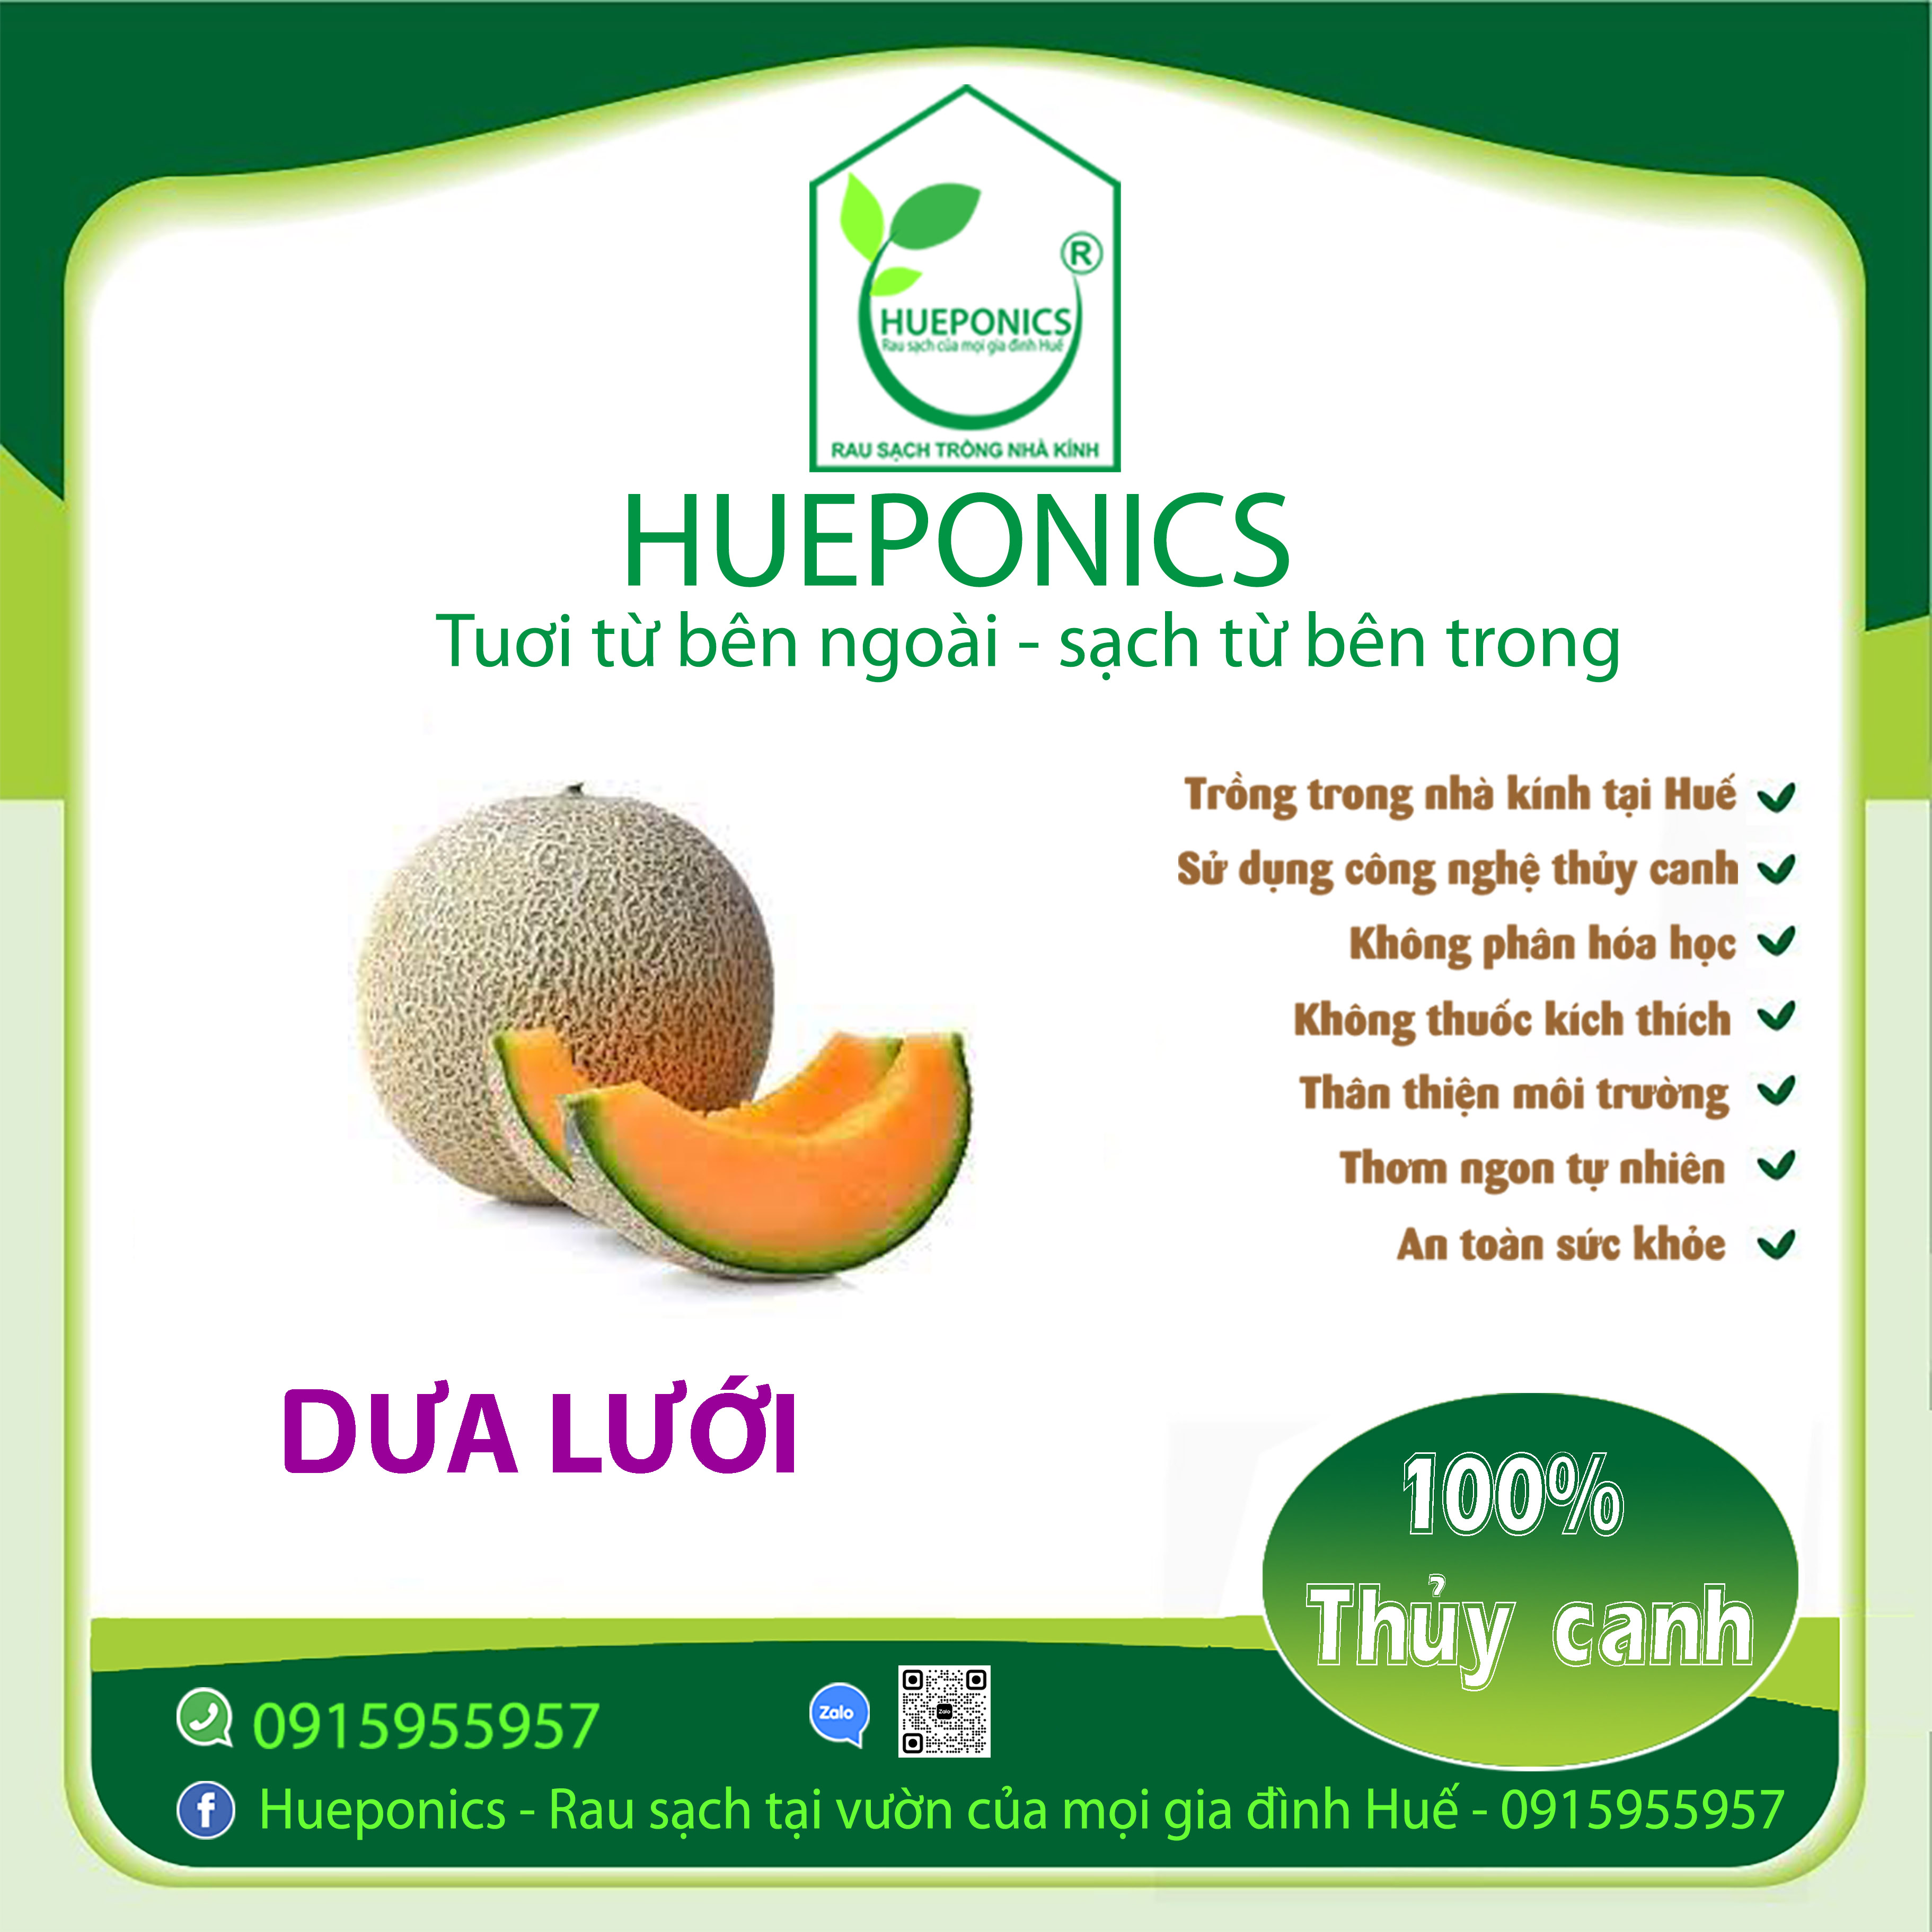 ®
HUEPONICS
Rau sạch của mọi gia đình Huế
RAU SẠCH TRỒNG NHÀ KÍNH
HUEPONICS
Tươi từ bên ngoài - sạch từ bên trong
Trồng trong nhà kính tại Huế
Sử dụng công nghệ thủy canh
Không phân hóa học
Không thuốc kích thích
Thân thiện môi trường
Thơm ngon tự nhiên
An toàn sức khỏe
DƯA LƯỚI
100%
Thủy canh
0915955957
Zalo
Zalo
Hueponics - Rau sạch tại vườn của mọi gia đình Huế - 0915955957